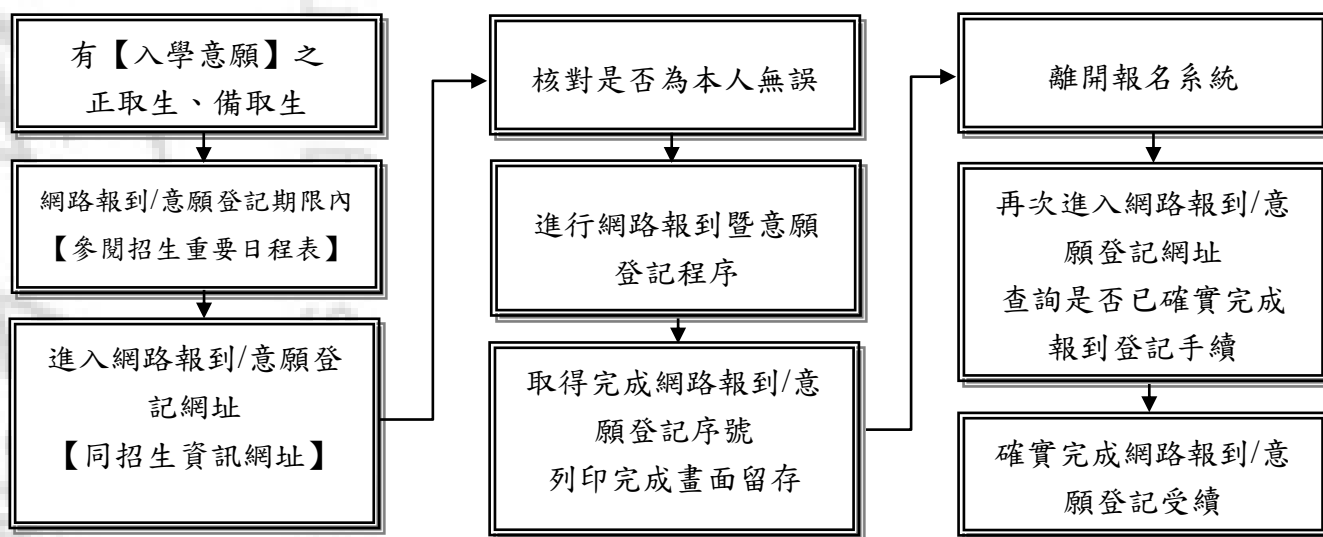 有【入學意願】之
正取生、備取生
網路報到/意願登記期限內
【參閱招生重要日程表】
進入網路報到/意願登
記網址
【同招生資訊網址】
核對是否為本人無誤
進行網路報到暨意願
登記程序
取得完成網路報到/意
願登記序號
列印完成畫面留存
離開報名系統
再次進入網路報到/意
願登記網址
查詢是否已確實完成
報到登記手續
確實完成網路報到/意
願登記受續